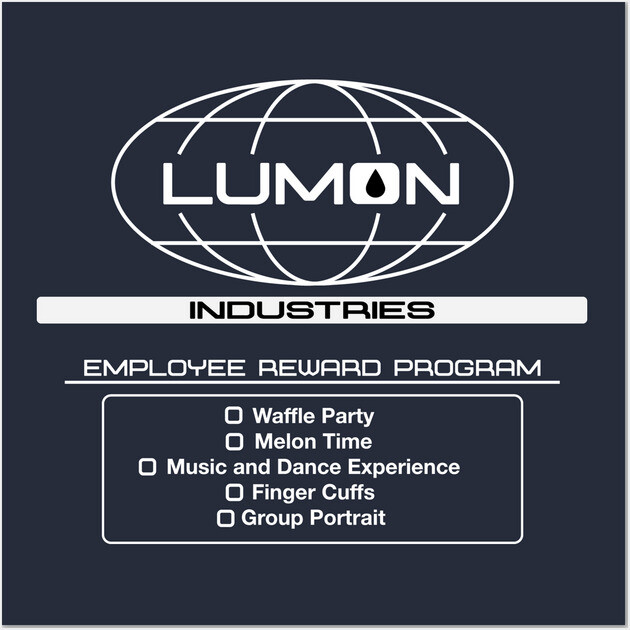 LUMON
INDUSTRIES
EMPLOYEE REWARD PROGRAM
Waffle Party
Melon Time
Music and Dance Experience
Finger Cuffs
Group Portrait